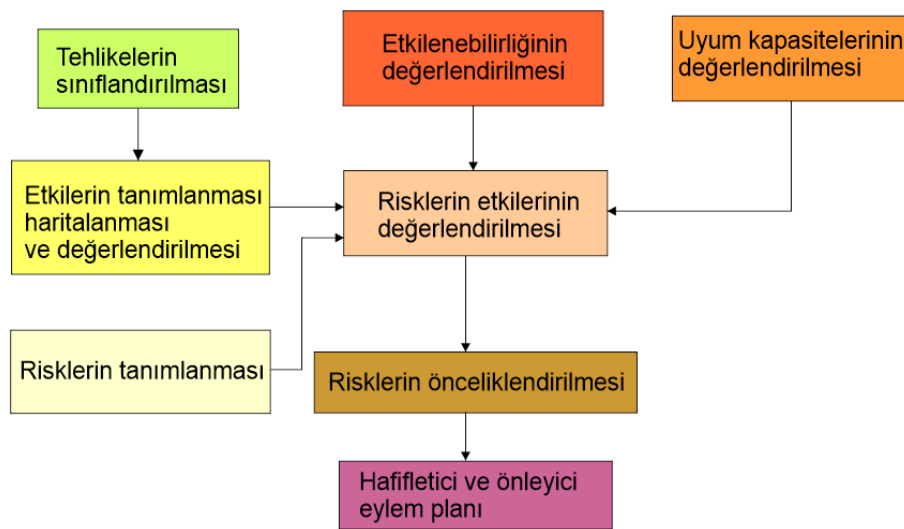 Tehlikelerin
sınıflandırılması
Etkilenebilirliğinin
değerlendirilmesi
Uyum kapasitelerinin
değerlendirilmesi
Etkilerin tanımlanması
haritalanması
ve değerlendirilmesi
Risklerin etkilerinin
değerlendirilmesi
Risklerin tanımlanması
Risklerin önceliklendirilmesi
Hafifletici ve önleyici
eylem planı